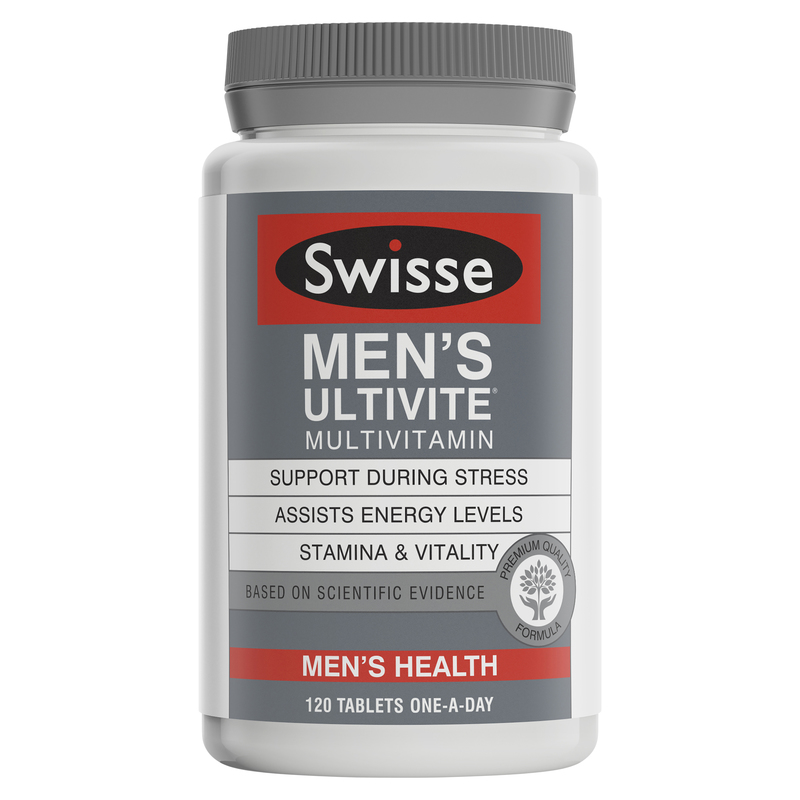 Swisse
MEN'S
ULTIVITE®
MULTIVITAMIN
SUPPORT DURING STRESS
ASSISTS ENERGY LEVELS
STAMINA & VITALITY
PREMIUM QUALITY
FORMULA
BASED ON SCIENTIFIC EVIDENCE
MEN'S HEALTH
120 TABLETS ONE-A-DAY